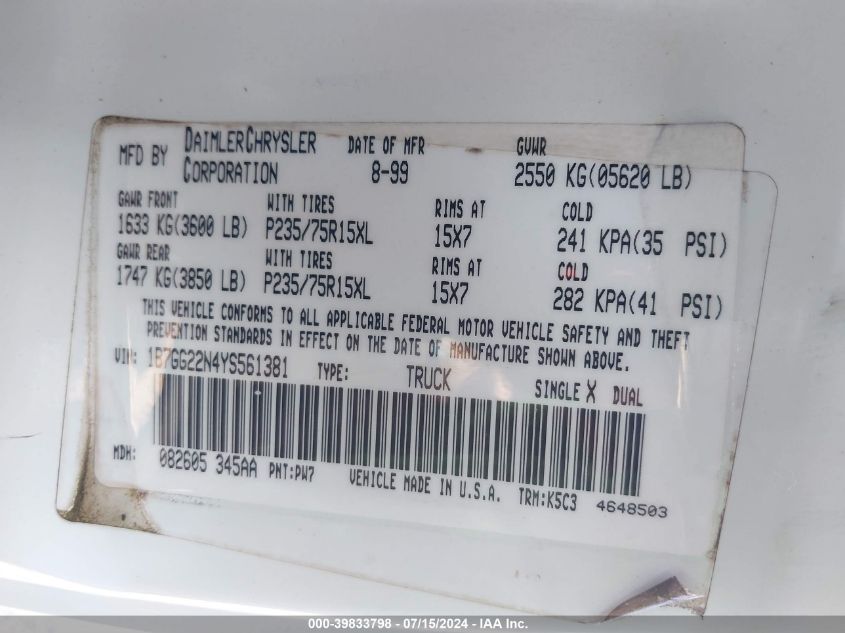 MFD BY DAIMLERCHRYSLER CORPORATION DATE OF MFR 8-99 GVWR 2550 KG(05620 LB)
GAWR FRONT WITH TIRES RIMS AT COLD
1633 KG(3600 LB) P235/75R15XL 15X7 241 KPA(35 PSI)
GAWR REAR WITH TIRES RIMS AT COLD
1747 KG(3850 LB) P235/75R15XL 15X7 282 KPA(41 PSI)
THIS VEHICLE CONFORMS TO ALL APPLICABLE FEDERAL MOTOR VEHICLE SAFETY AND THEFT
PREVENTION STANDARDS IN EFFECT ON THE DATE OF MANUFACTURE SHOWN ABOVE.
VIN: 1B7GG22N4YS561381 TYPE: TRUCK SINGLE X DUAL
MDH: 082605 345AA PNT:PW7 VEHICLE MADE IN U.S.A. TRM:K5C3 4648503
000-39833798 - 07/15/2024 - IAA Inc.